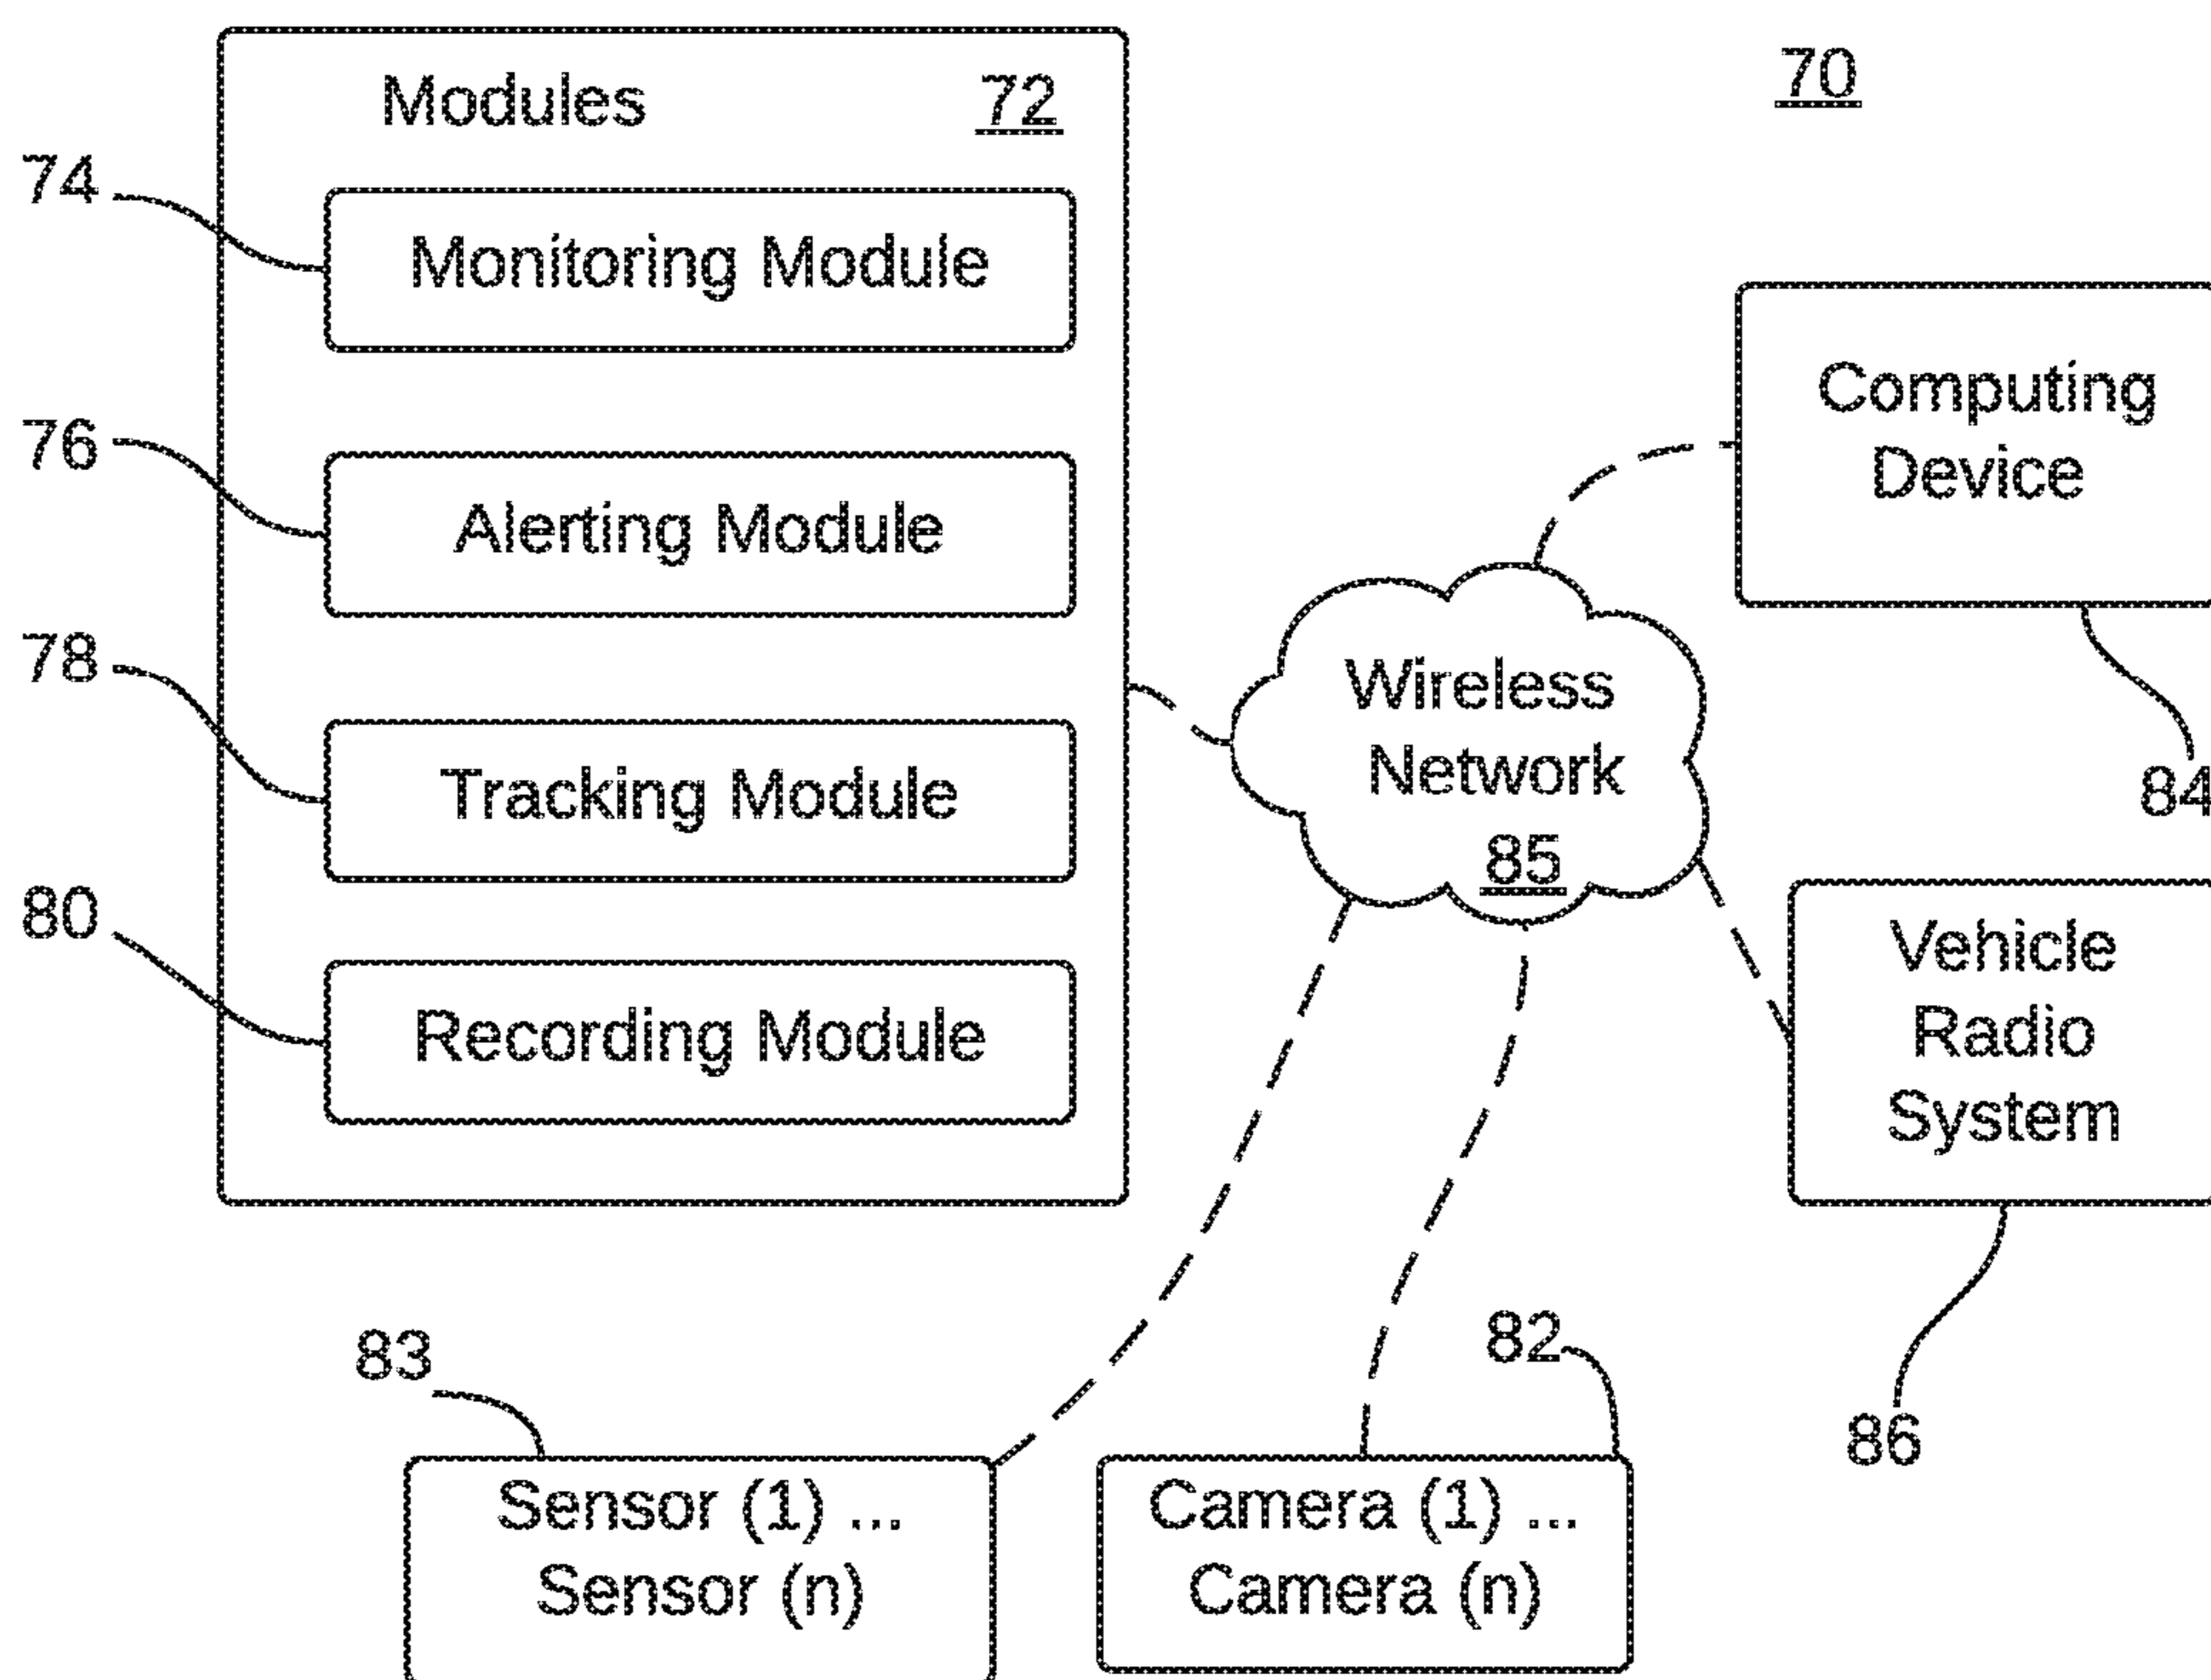 Modules 72
70
74
Monitoring Module
76
Alerting Module
78
Tracking Module
80
Recording Module
Computing
Device
84
Wireless
Network
85
Vehicle
Radio
System
86
83
Sensor (1) ...
Sensor (n)
82
Camera (1) ...
Camera (n)